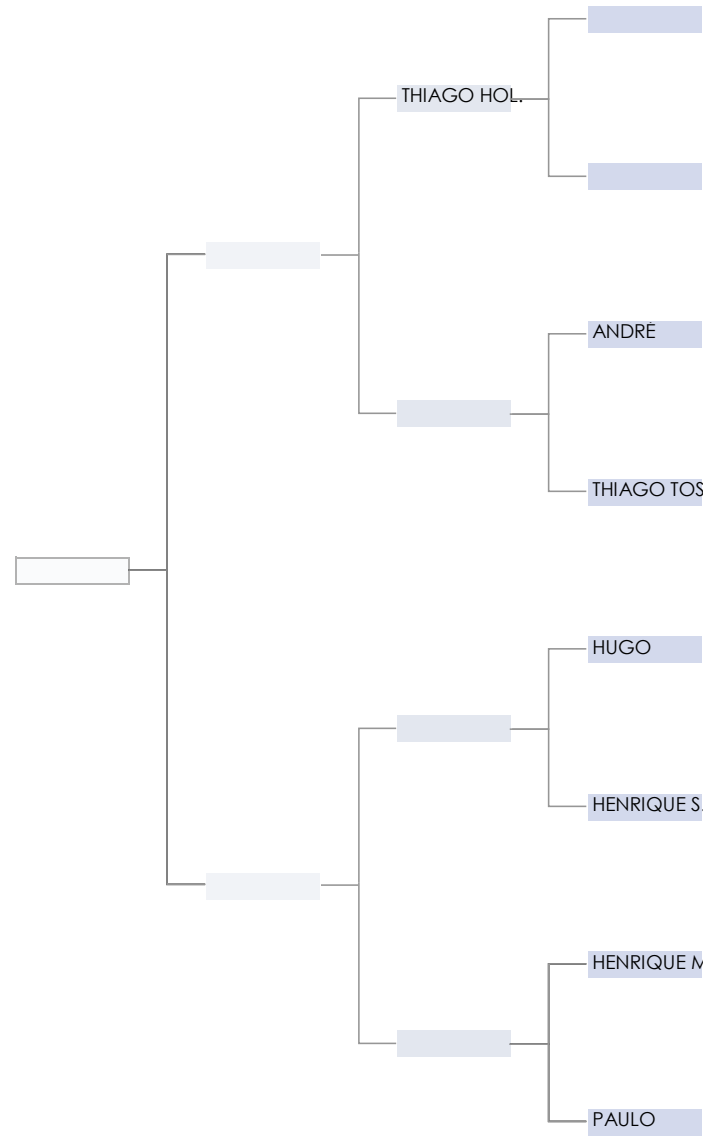 THIAGO HOL.
ANDRÉ
THIAGO TOS
HUGO
HENRIQUE S.
HENRIQUE M
PAULO